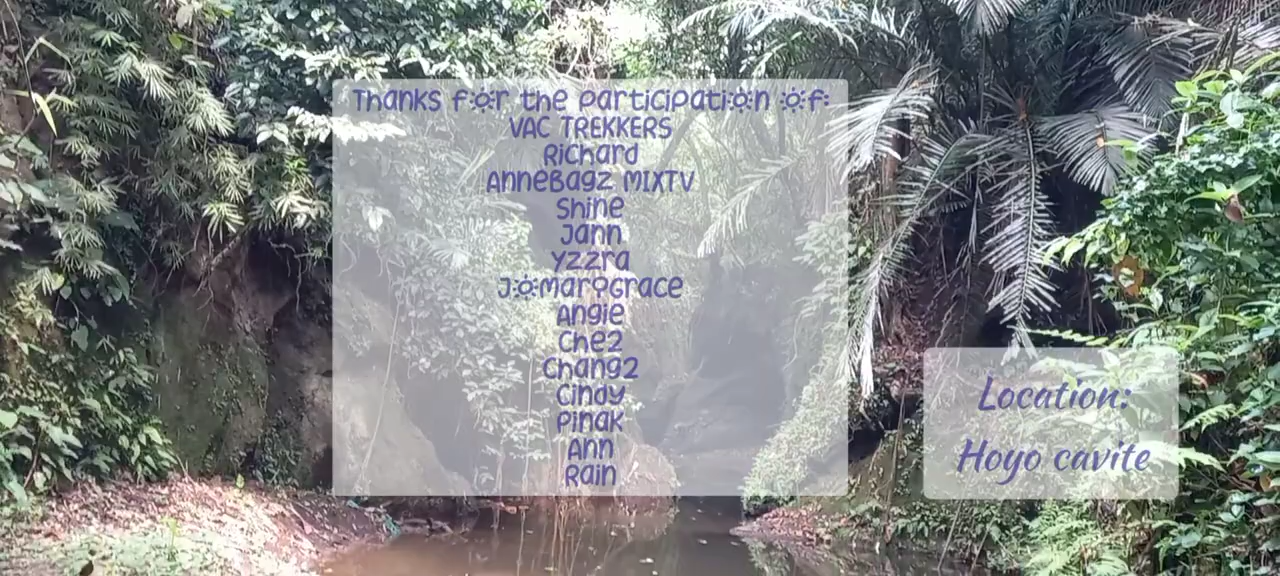 Thanks for the participation of:
VAC TREKKERS
Richard
AnneBagz MIXTV
Shine
Jann
Yzzra
JomaroGrace
Angie
Che2
Chang2
Cindy
Pinak
Ann
Rain
Location:
Hoyo cavite